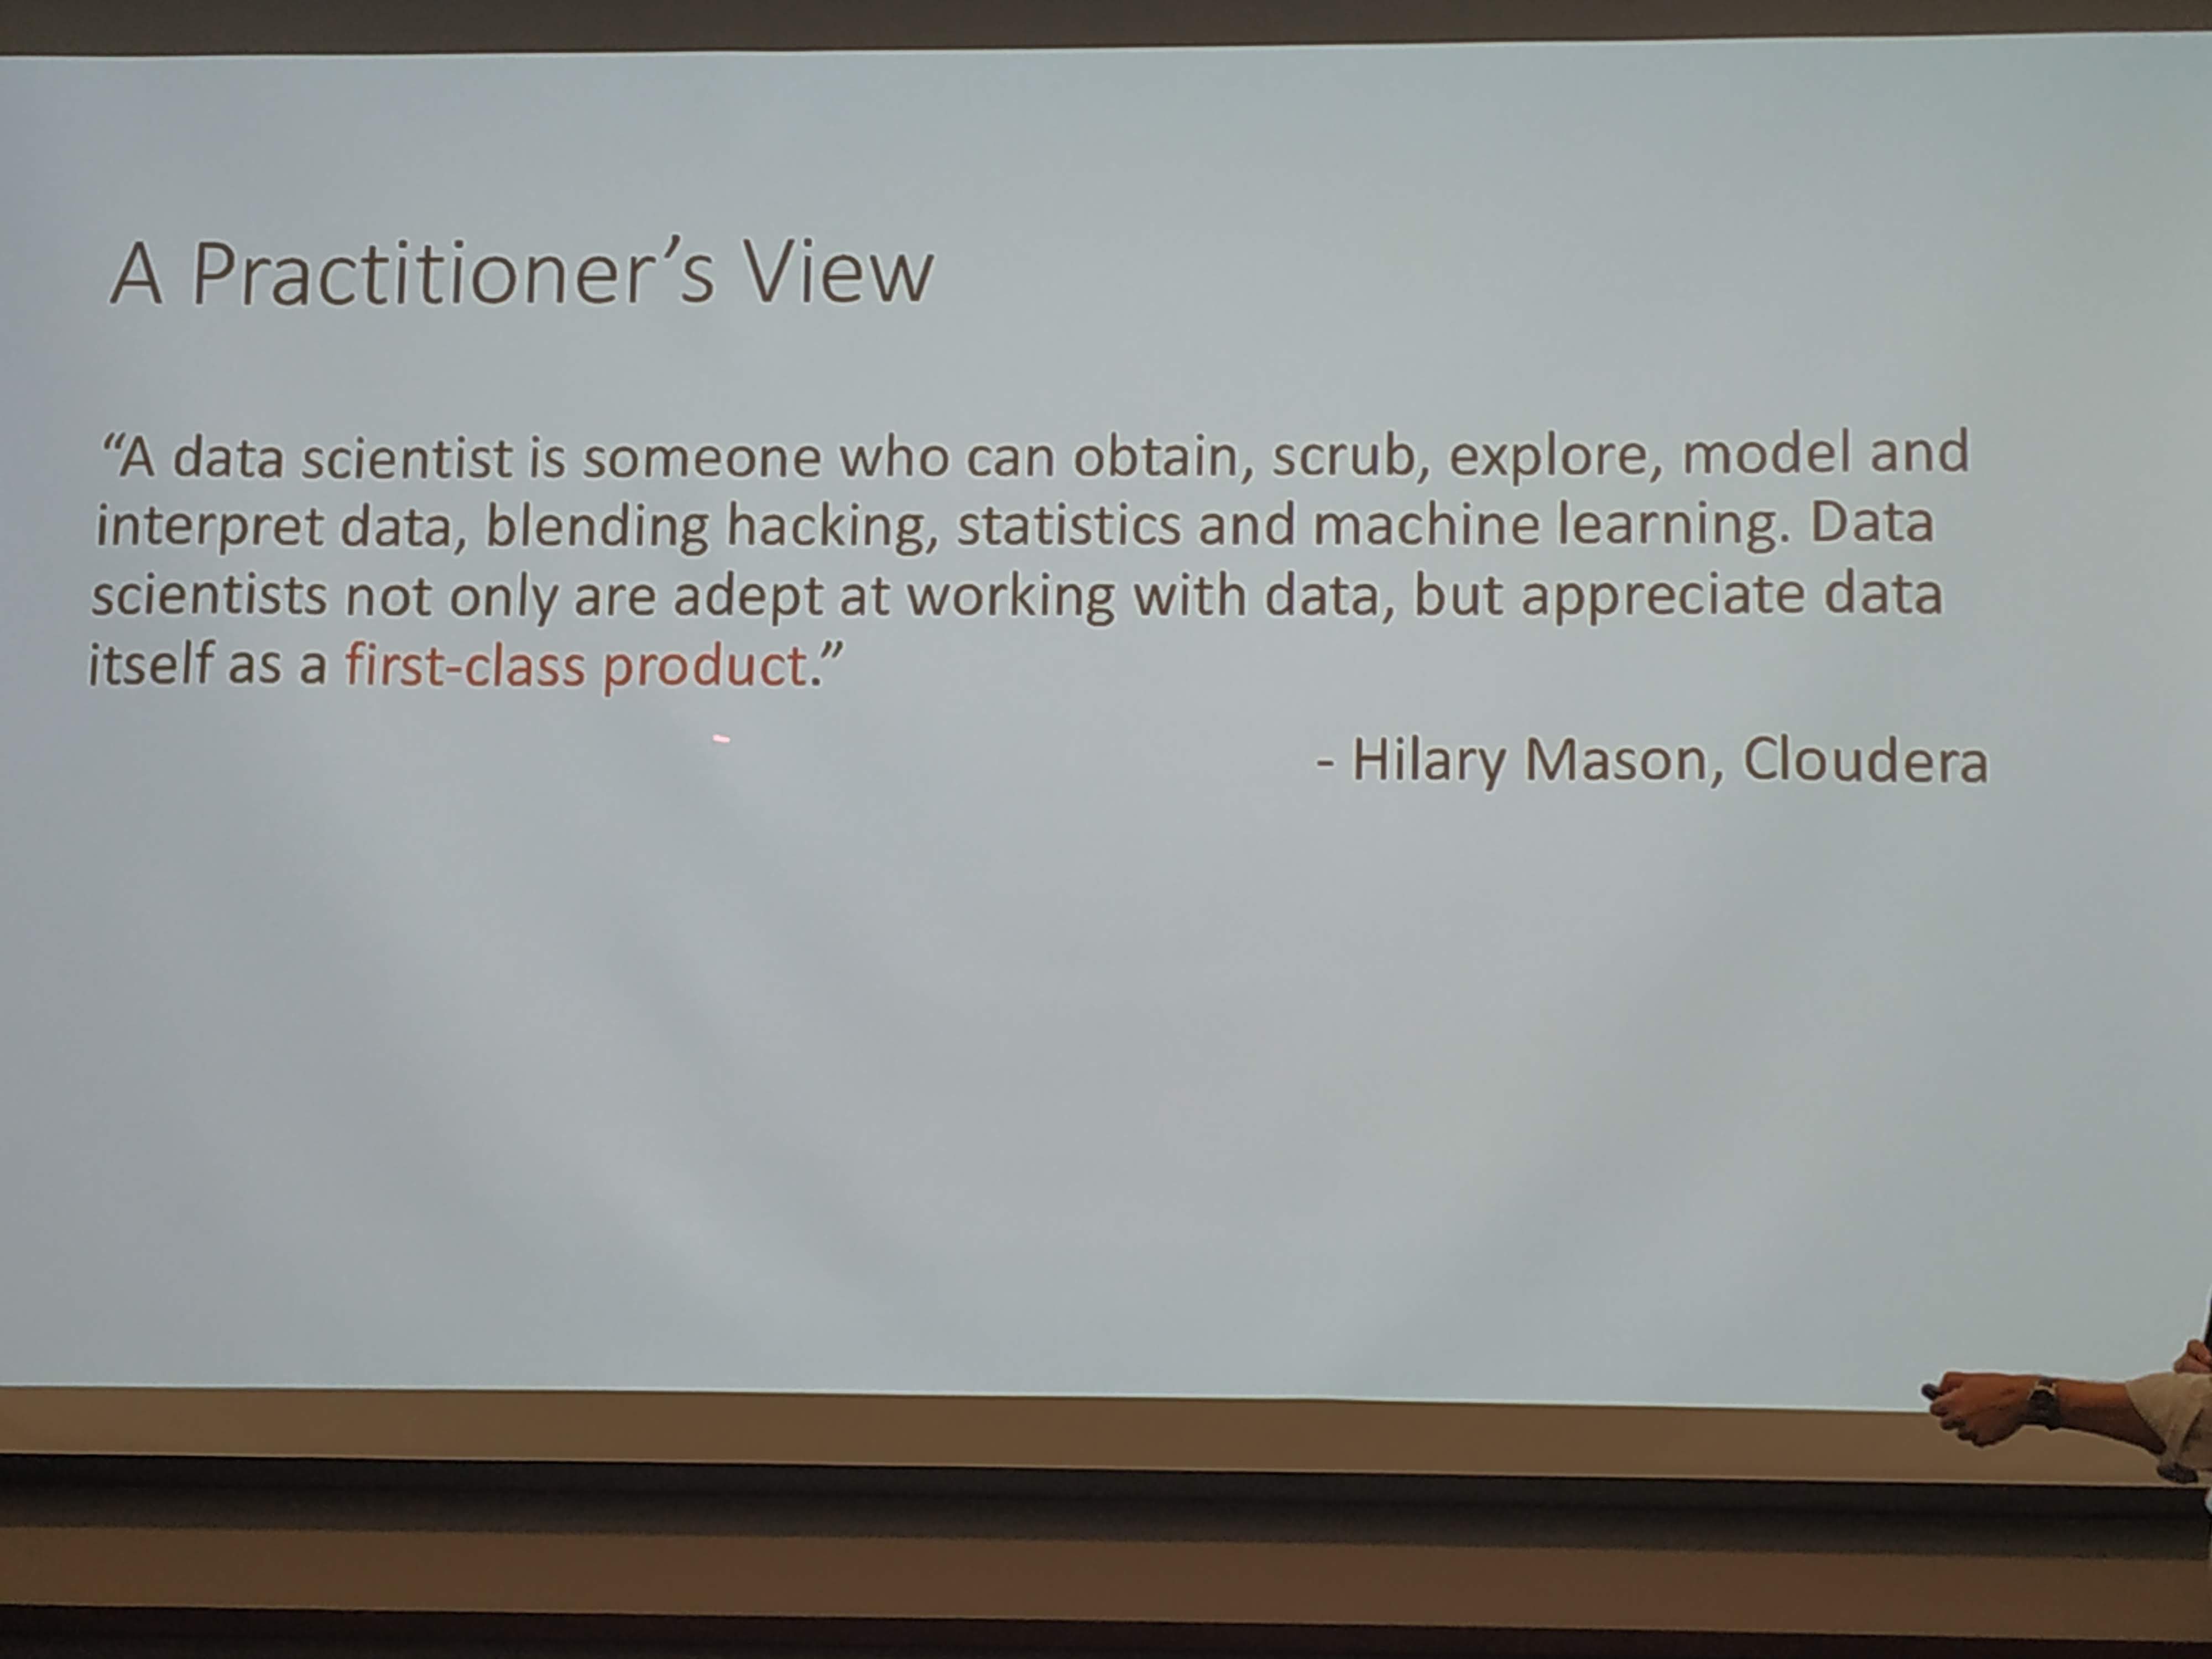 A Practitioner’s View
“A data scientist is someone who can obtain, scrub, explore, model and
interpret data, blending hacking, statistics and machine learning. Data
scientists not only are adept at working with data, but appreciate data
itself as a first-class product.”
- Hilary Mason, Cloudera